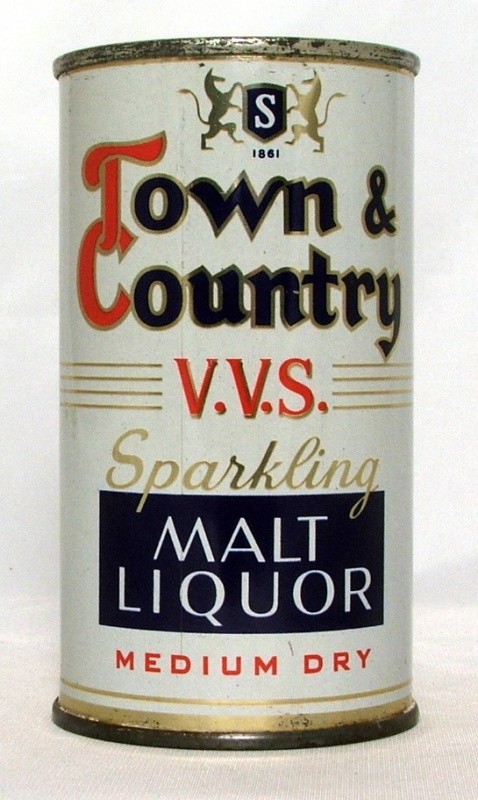 S
1861
Town &
Country
V.V.S.
Sparkling
MALT
LIQUOR
MEDIUM DRY